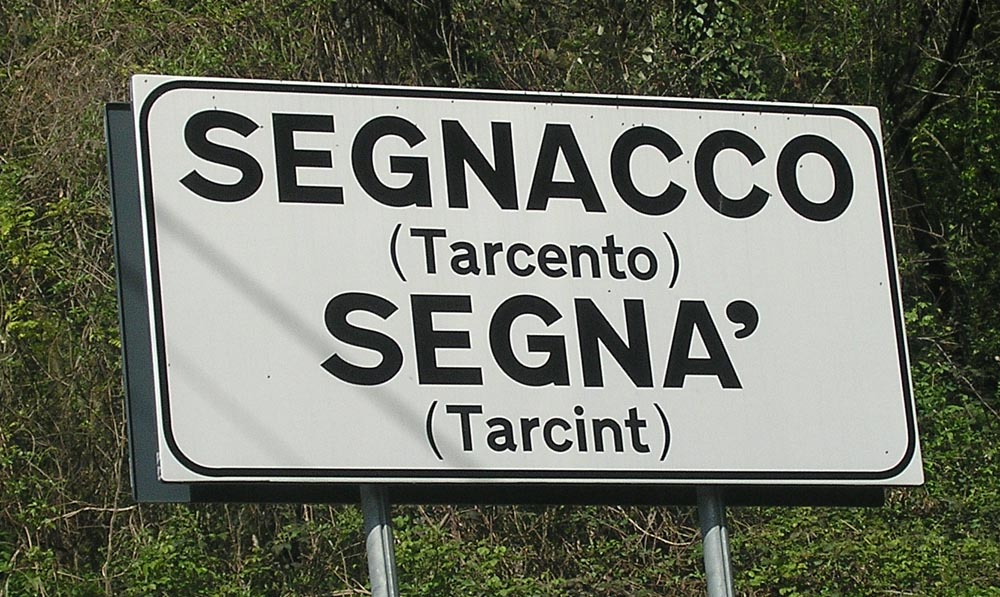 SEGNACCO
(Tarcento)
SEGNA’
(Tarcint)